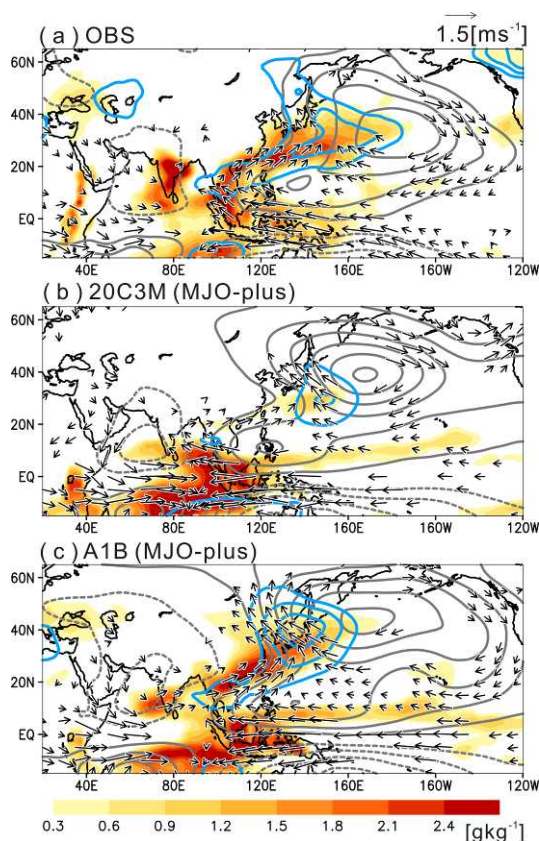 ( a ) OBS
1.5[ms⁻¹]
60N
40N
20N
EQ
40E 80E 120E 160E 160W 120W
( b ) 20C3M (MJO-plus)
60N
40N
20N
EQ
40E 80E 120E 160E 160W 120W
( c ) A1B (MJO-plus)
60N
40N
20N
EQ
40E 80E 120E 160E 160W 120W
0.3 0.6 0.9 1.2 1.5 1.8 2.1 2.4 [gkg⁻¹]